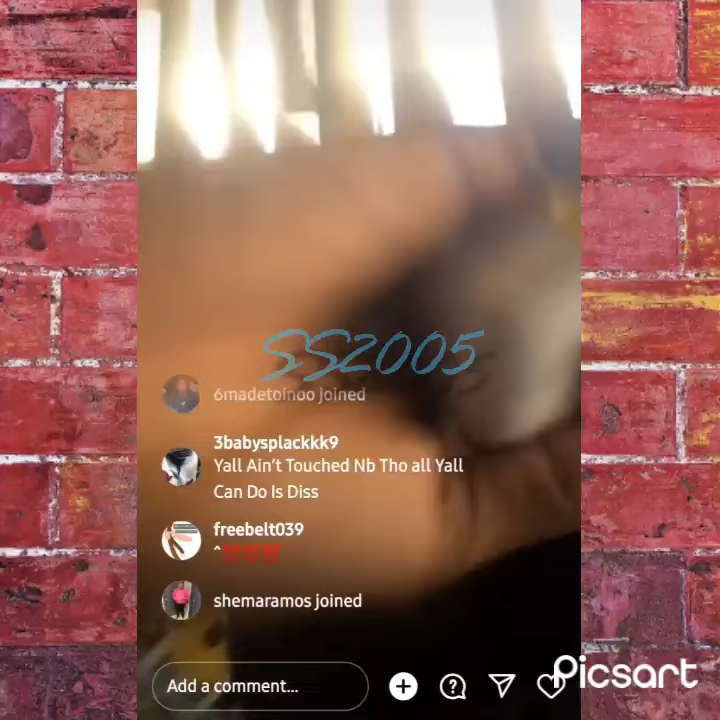 SS2005
6madetoinoo joined
3babysplackkk9
Yall Ain't Touched Nb Tho all Yall
Can Do Is Diss
freebelt039
^💯💯💯
shemaramos joined
Add a comment...
Picsart